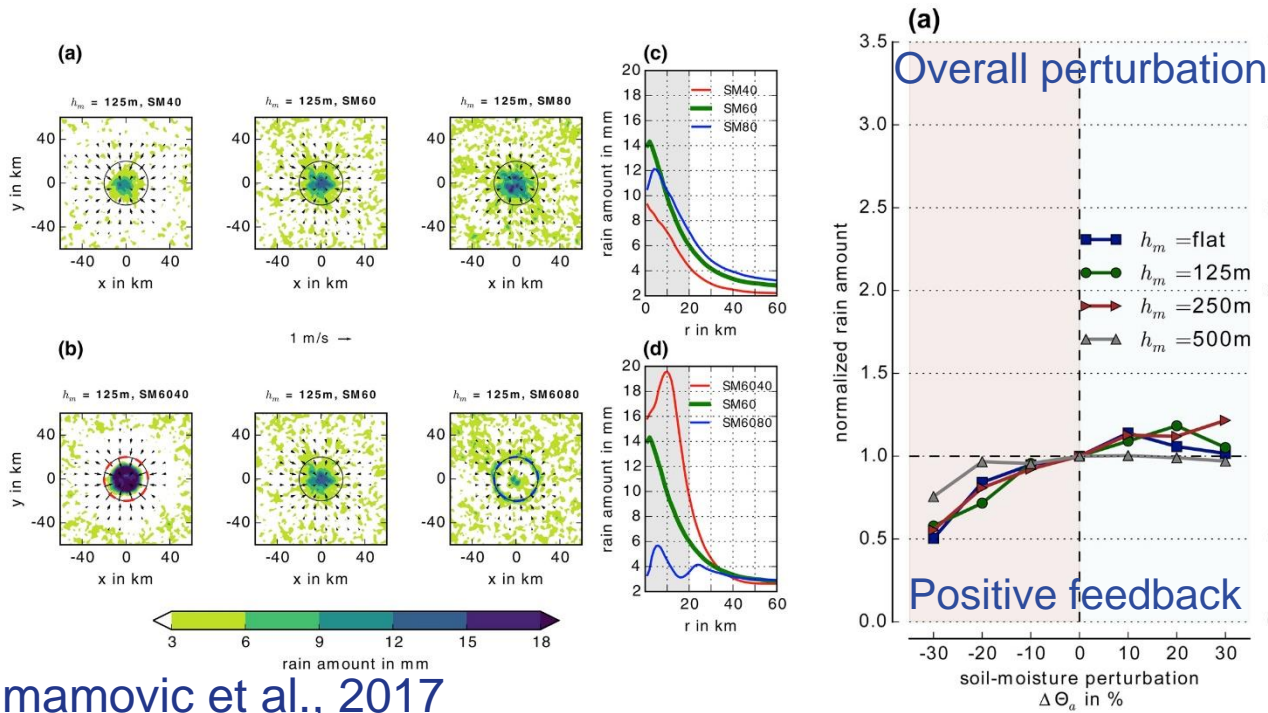 (a)
h_m = 125m, SM40 h_m = 125m, SM60 h_m = 125m, SM80
y in km
40
0
-40
-40 0 40 -40 0 40 -40 0 40
x in km x in km x in km
1 m/s →
(b)
h_m = 125m, SM6040 h_m = 125m, SM60 h_m = 125m, SM6080
y in km
40
0
-40
-40 0 40 -40 0 40 -40 0 40
x in km x in km x in km
3 6 9 12 15 18
rain amount in mm
(c)
rain amount in mm
20
18
16
14
12
10
8
6
4
2
SM40
SM60
SM80
0 20 40 60
r in km
(d)
rain amount in mm
20
18
16
14
12
10
8
6
4
2
SM6040
SM60
SM6080
0 20 40 60
r in km
mamovic et al., 2017
(a)
Overall perturbation
normalized rain amount
3.5
3.0
2.5
2.0
1.5
1.0
0.5
0.0
h_m =flat
h_m =125m
h_m =250m
h_m =500m
Positive feedback
-30 -20 -10 0 10 20 30
soil-moisture perturbation
ΔΘ_a in %